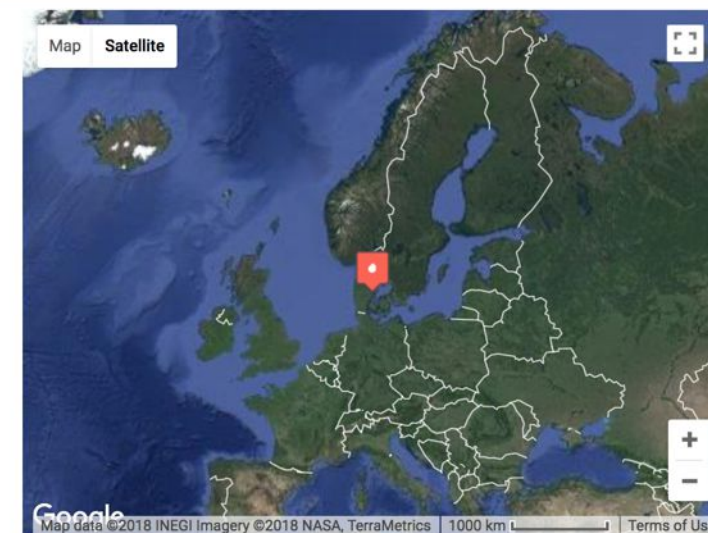 Map Satellite
Google
Map data ©2018 INEGI Imagery ©2018 NASA, TerraMetrics 1000 km Terms of Us